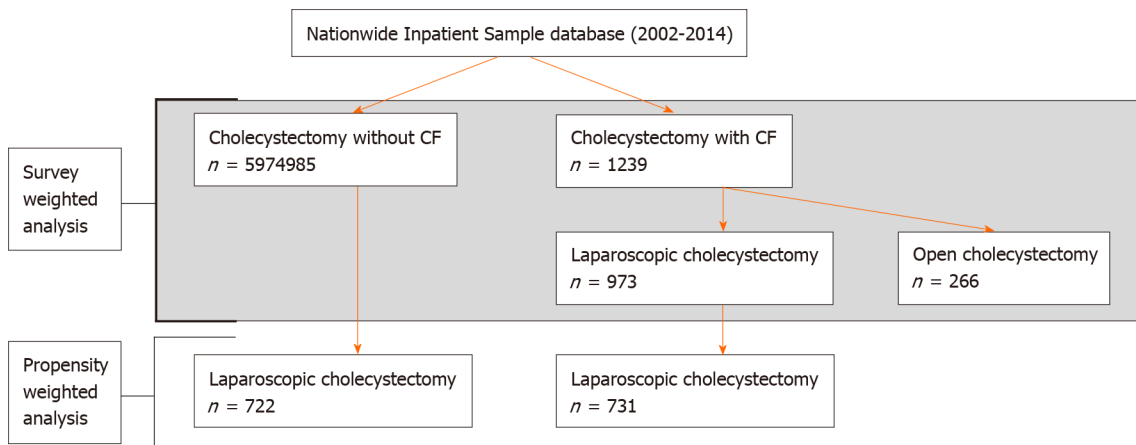 Nationwide Inpatient Sample database (2002-2014)
Survey
weighted
analysis
Cholecystectomy without CF
n = 5974985
Cholecystectomy with CF
n = 1239
Laparoscopic cholecystectomy
n = 973
Open cholecystectomy
n = 266
Propensity
weighted
analysis
Laparoscopic cholecystectomy
n = 722
Laparoscopic cholecystectomy
n = 731